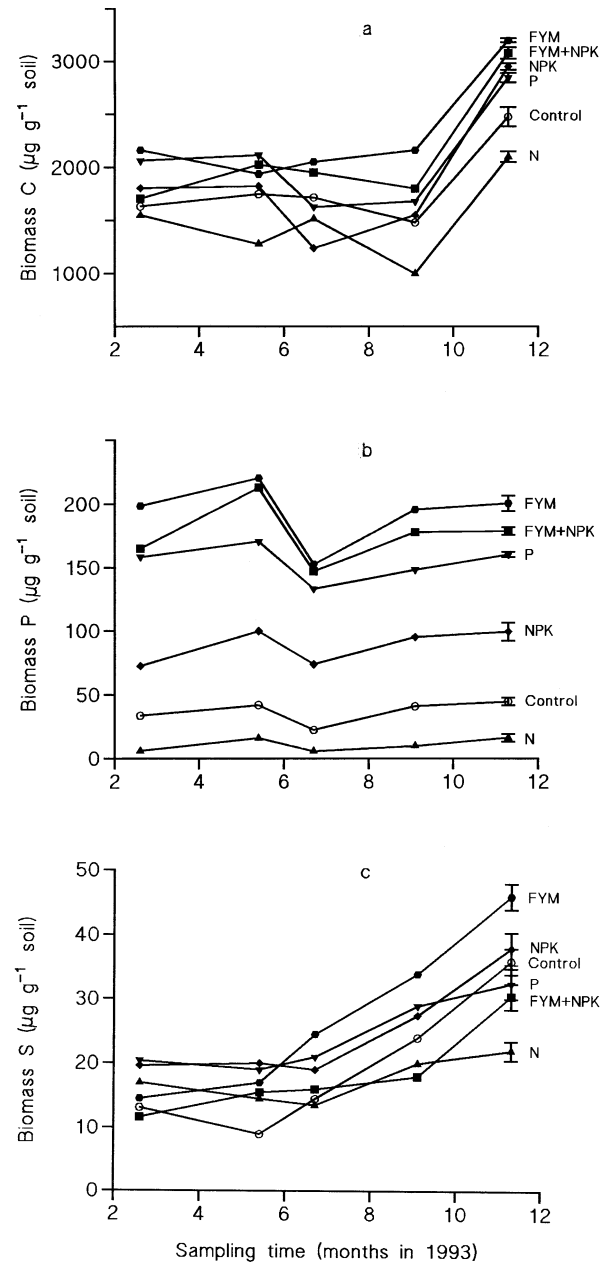 a
3000
2000
1000
Biomass C (μg g⁻¹ soil)
FYM
FYM+NPK
NPK
P
Control
N
2 4 6 8 10 12
b
200
150
100
50
0
Biomass P (μg g⁻¹ soil)
FYM
FYM+NPK
P
NPK
Control
N
2 4 6 8 10 12
c
50
40
30
20
10
0
Biomass S (μg g⁻¹ soil)
FYM
NPK
Control
P
FYM+NPK
N
2 4 6 8 10 12
Sampling time (months in 1993)